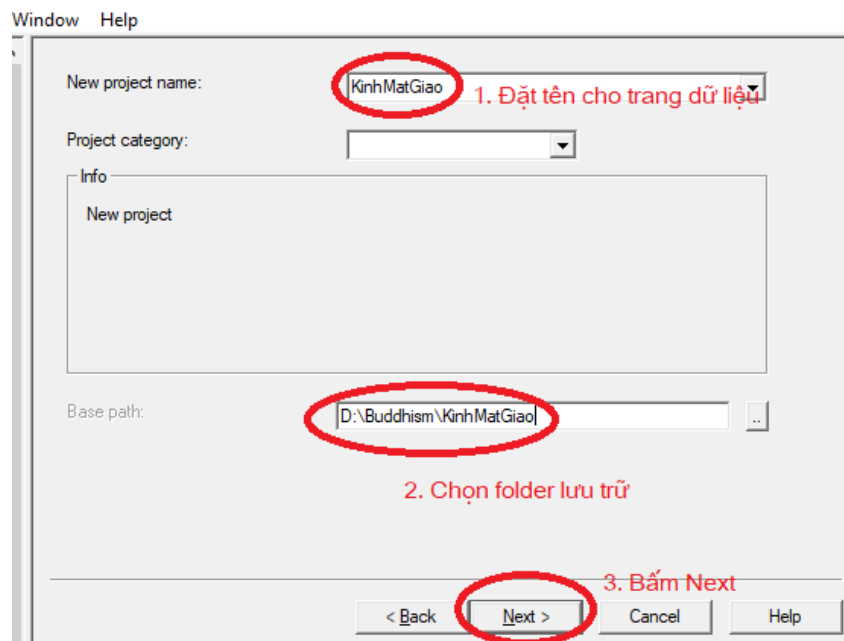 Window Help
New project name:
KinhMatGiao
1. Đặt tên cho trang dữ liệu
Project category:
Info
New project
Base path:
D:\Buddhism\KinhMatGiao
..
2. Chọn folder lưu trữ
3. Bấm Next
< Back Next > Cancel Help